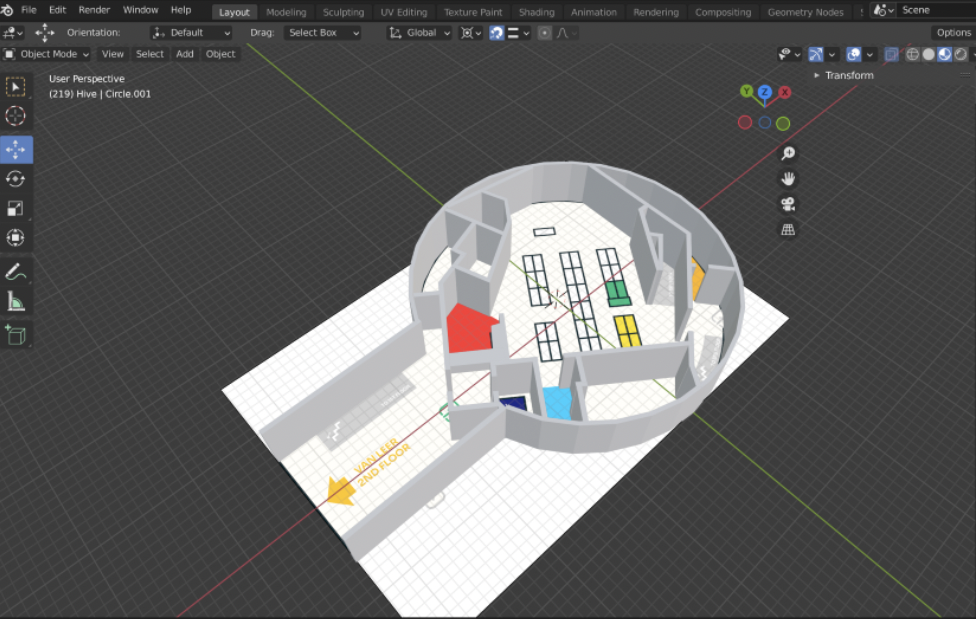 File Edit Render Window Help
Layout Modeling Sculpting UV Editing Texture Paint Shading Animation Rendering Compositing Geometry Nodes
Scene
Orientation: Default Drag: Select Box Global Options
Object Mode View Select Add Object
User Perspective
(219) Hive | Circle.001
Transform
Y Z X
VAN LEER
2ND FLOOR